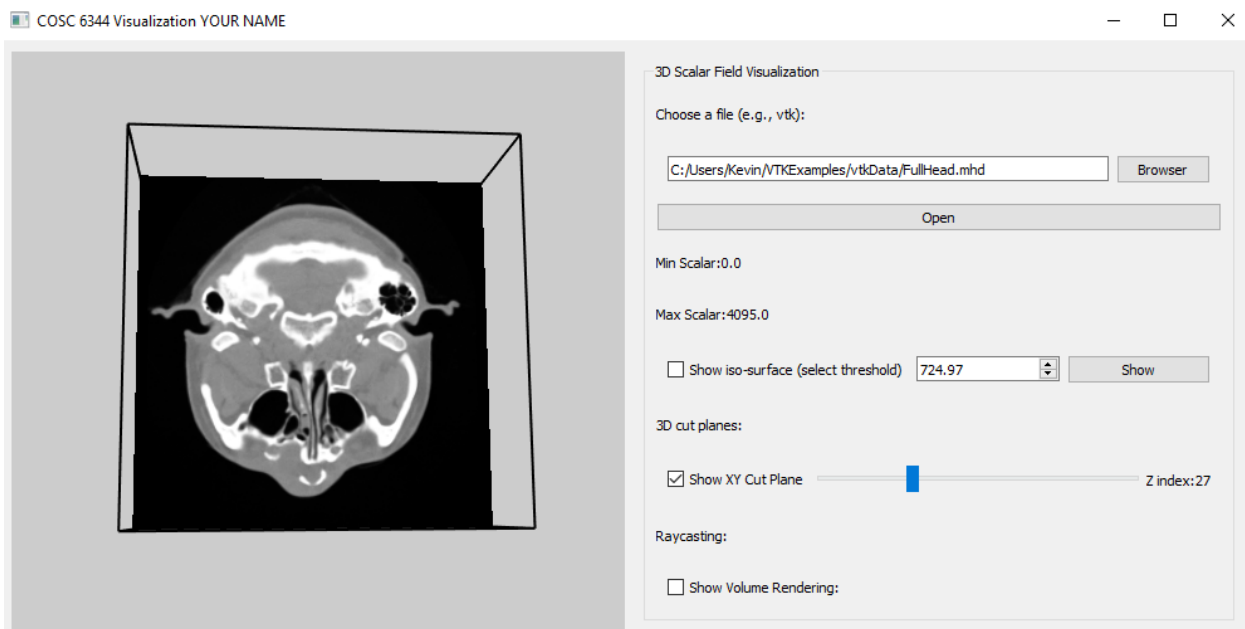 COSC 6344 Visualization YOUR NAME
3D Scalar Field Visualization
Choose a file (e.g., vtk):
C:/Users/Kevin/VTKExamples/vtkData/FullHead.mhd Browser
Open
Min Scalar:0.0
Max Scalar:4095.0
Show iso-surface (select threshold) 724.97 Show
3D cut planes:
Show XY Cut Plane Z index:27
Raycasting:
Show Volume Rendering: